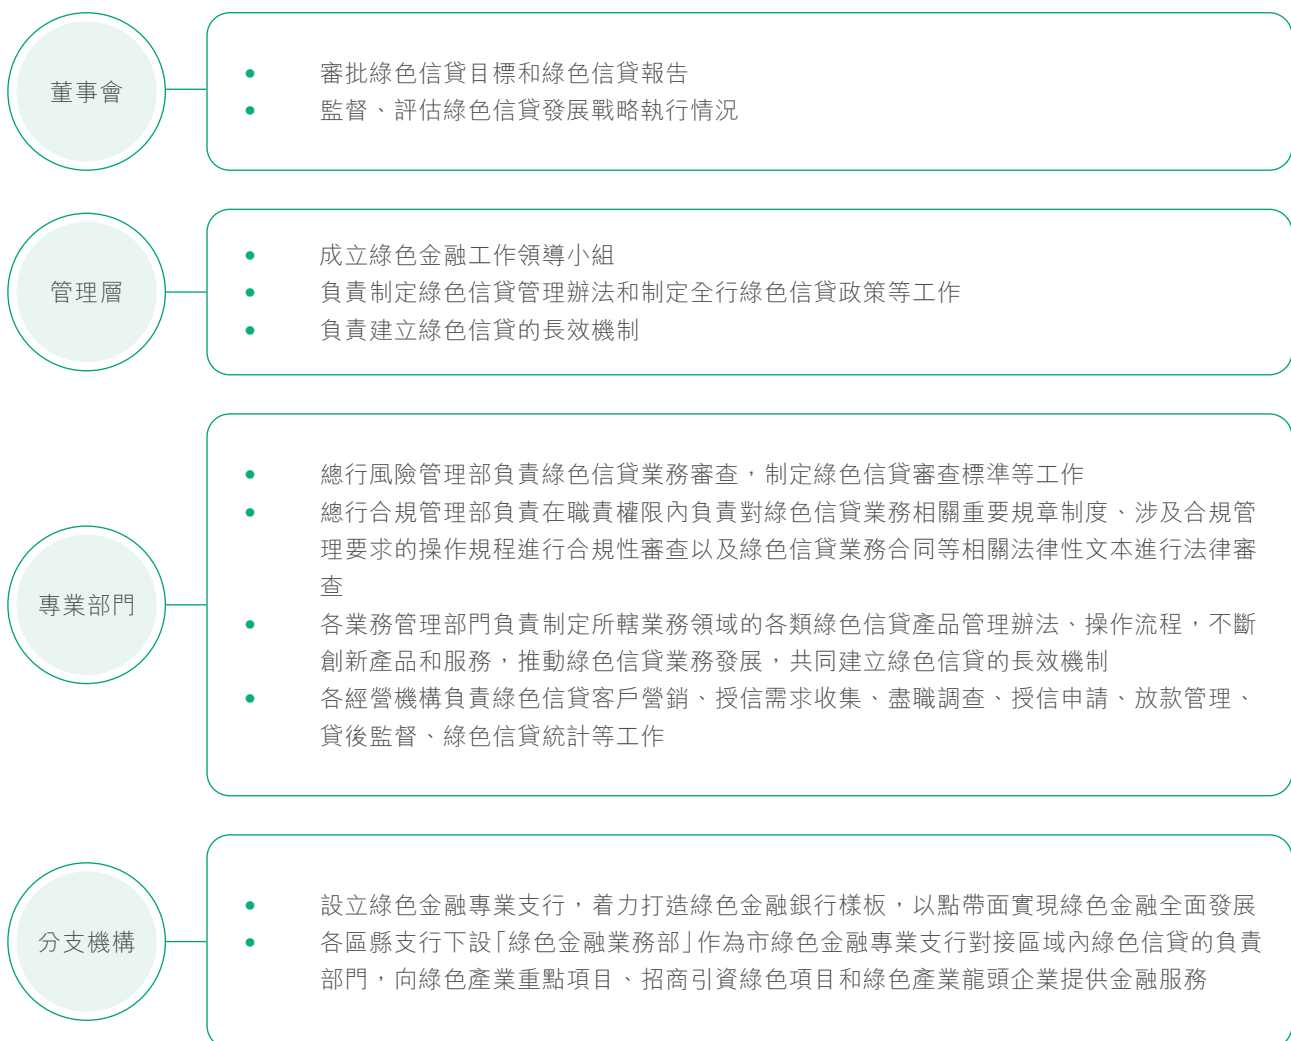 董事會
• 審批綠色信貸目標和綠色信貸報告
• 監督、評估綠色信貸發展戰略執行情況
管理層
• 成立綠色金融工作領導小組
• 負責制定綠色信貸管理辦法和制定全行綠色信貸政策等工作
• 負責建立綠色信貸的長效機制
專業部門
• 總行風險管理部負責綠色信貸業務審查，制定綠色信貸審查標準等工作
• 總行合規管理部負責在職責權限內負責對綠色信貸業務相關重要規章制度、涉及合規管
理要求的操作規程進行合規性審查以及綠色信貸業務合同等相關法律性文本進行法律審
查
• 各業務管理部門負責制定所轄業務領域的各類綠色信貸產品管理辦法、操作流程，不斷
創新產品和服務，推動綠色信貸業務發展，共同建立綠色信貸的長效機制
• 各經營機構負責綠色信貸客戶營銷、授信需求收集、盡職調查、授信申請、放款管理、
貸後監督、綠色信貸統計等工作
分支機構
• 設立綠色金融專業支行，着力打造綠色金融銀行樣板，以點帶面實現綠色金融全面發展
• 各區縣支行下設「綠色金融業務部」作為市綠色金融專業支行對接區域內綠色信貸的負責
部門，向綠色產業重點項目、招商引資綠色項目和綠色產業龍頭企業提供金融服務